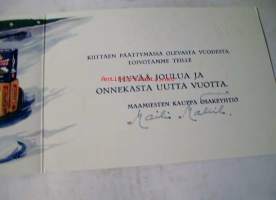 KIITTÄEN PÄÄTTYMÄSSÄ OLEVASTA VUODESTA
TOIVOTAMME TEILLE
HYVÄÄ JOULUA JA
ONNEKASTA UUTTA VUOTTA.
MAAMIESTEN KAUPPA OSAKEYHTIÖ